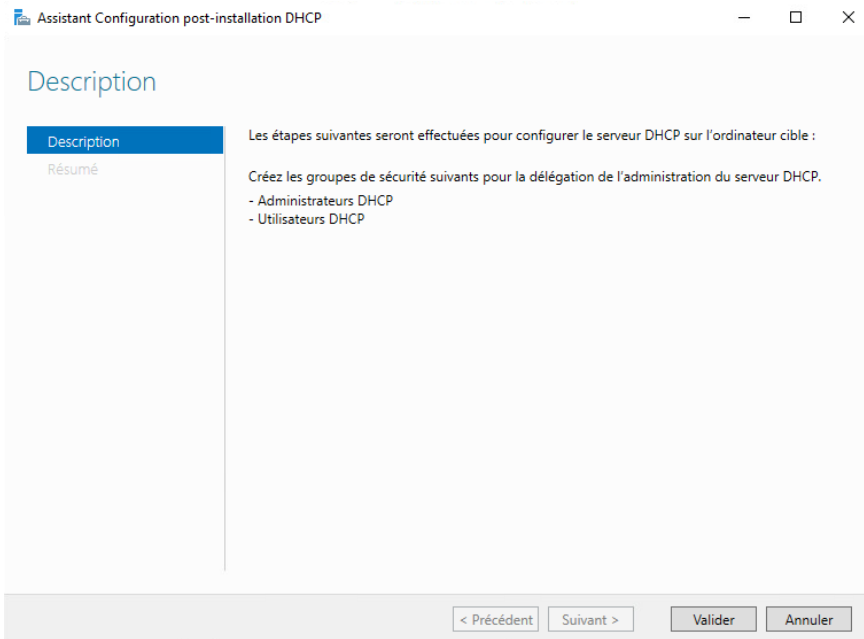 Assistant Configuration post-installation DHCP
Description
Description
Résumé
Les étapes suivantes seront effectuées pour configurer le serveur DHCP sur l'ordinateur cible :
Créez les groupes de sécurité suivants pour la délégation de l'administration du serveur DHCP.
- Administrateurs DHCP
- Utilisateurs DHCP
< Précédent
Suivant >
Valider
Annuler